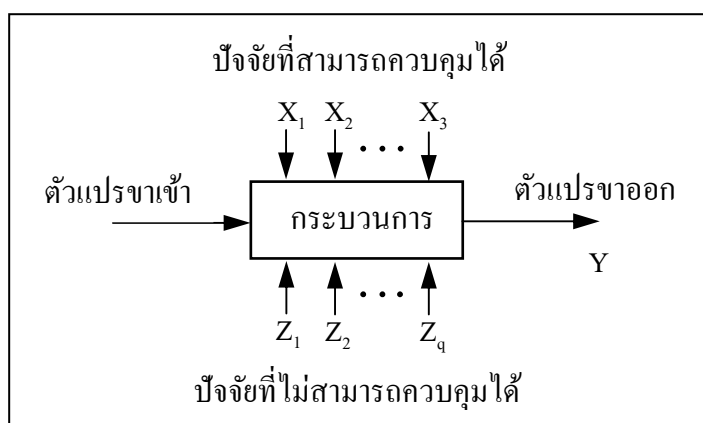 ปัจจัยที่สามารถควบคุมได้
X1 X2 ... X3
ตัวแปรขาเข้า
กระบวนการ
ตัวแปรขาออก
Y
Z1 Z2 ... Zq
ปัจจัยที่ไม่สามารถควบคุมได้